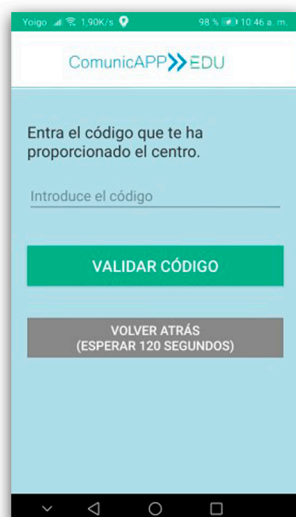 Yoigo 1,90K/s 98 % 10:46 a. m.
ComunicAPP EDU
Entra el código que te ha
proporcionado el centro.
Introduce el código
VALIDAR CÓDIGO
VOLVER ATRÁS
(ESPERAR 120 SEGUNDOS)